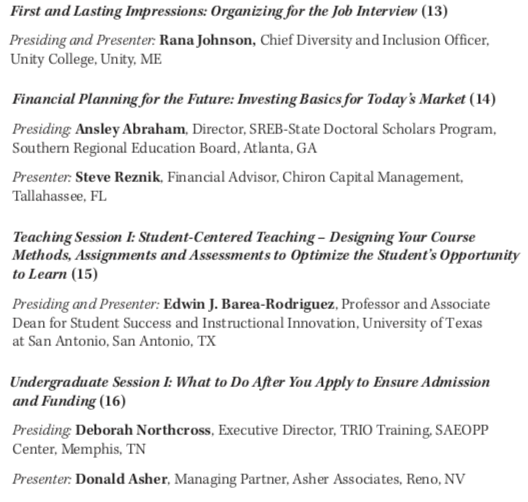 First and Lasting Impressions: Organizing for the Job Interview (13)
Presiding and Presenter: Rana Johnson, Chief Diversity and Inclusion Officer,
Unity College, Unity, ME
Financial Planning for the Future: Investing Basics for Today's Market (14)
Presiding: Ansley Abraham, Director, SREB-State Doctoral Scholars Program,
Southern Regional Education Board, Atlanta, GA
Presenter: Steve Reznik, Financial Advisor, Chiron Capital Management,
Tallahassee, FL
Teaching Session I: Student-Centered Teaching – Designing Your Course
Methods, Assignments and Assessments to Optimize the Student's Opportunity
to Learn (15)
Presiding and Presenter: Edwin J. Barea-Rodriguez, Professor and Associate
Dean for Student Success and Instructional Innovation, University of Texas
at San Antonio, San Antonio, TX
Undergraduate Session I: What to Do After You Apply to Ensure Admission
and Funding (16)
Presiding: Deborah Northcross, Executive Director, TRIO Training, SAEOPP
Center, Memphis, TN
Presenter: Donald Asher, Managing Partner, Asher Associates, Reno, NV